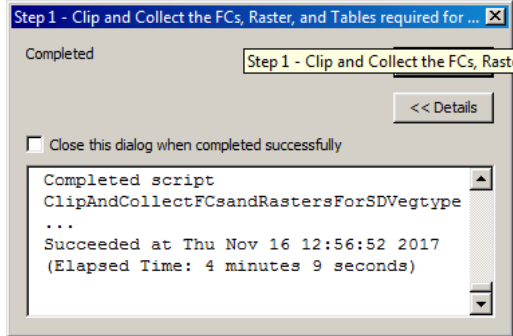 Step 1 - Clip and Collect the FCs, Raster, and Tables required for ...
Completed
Step 1 - Clip and Collect the FCs, Rast
<< Details
Close this dialog when completed successfully
Completed script
ClipAndCollectFCsandRastersForSDVegtype
...
Succeeded at Thu Nov 16 12:56:52 2017
(Elapsed Time: 4 minutes 9 seconds)